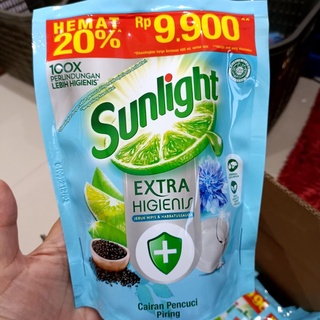 HEMAT
20%
Rp 9.900
100X
PERLINDUNGAN
LEBIH HIGIENIS
Sunlight
EXTRA
HIGIENIS
JERUK NIPIS & HABBATUSSAUDA
Cairan Pencuci
Piring